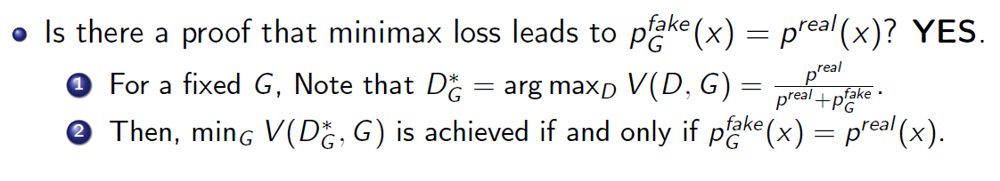 • Is there a proof that minimax loss leads to $p_G^{fake}(x) = p^{real}(x)$? YES.
1 For a fixed $G$, Note that $D_G^* = \arg\max_D V(D, G) = \frac{p^{real}}{p^{real}+p_G^{fake}}$.
2 Then, $\min_G V(D_G^*, G)$ is achieved if and only if $p_G^{fake}(x) = p^{real}(x)$.